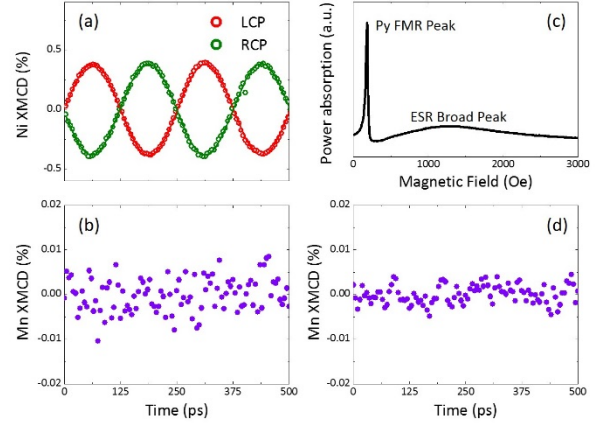 (a)
LCP
RCP
Ni XMCD (%)
0.5
0.0
-0.5
(c)
Py FMR Peak
ESR Broad Peak
Power absorption (a.u.)
0 1000 2000 3000
Magnetic Field (Oe)
(b)
Mn XMCD (%)
0.02
0.01
0.00
-0.01
-0.02
0 125 250 375 500
Time (ps)
(d)
0.02
0.01
0.00
-0.01
-0.02
0 125 250 375 500
Time (ps)
Mn XMCD (%)